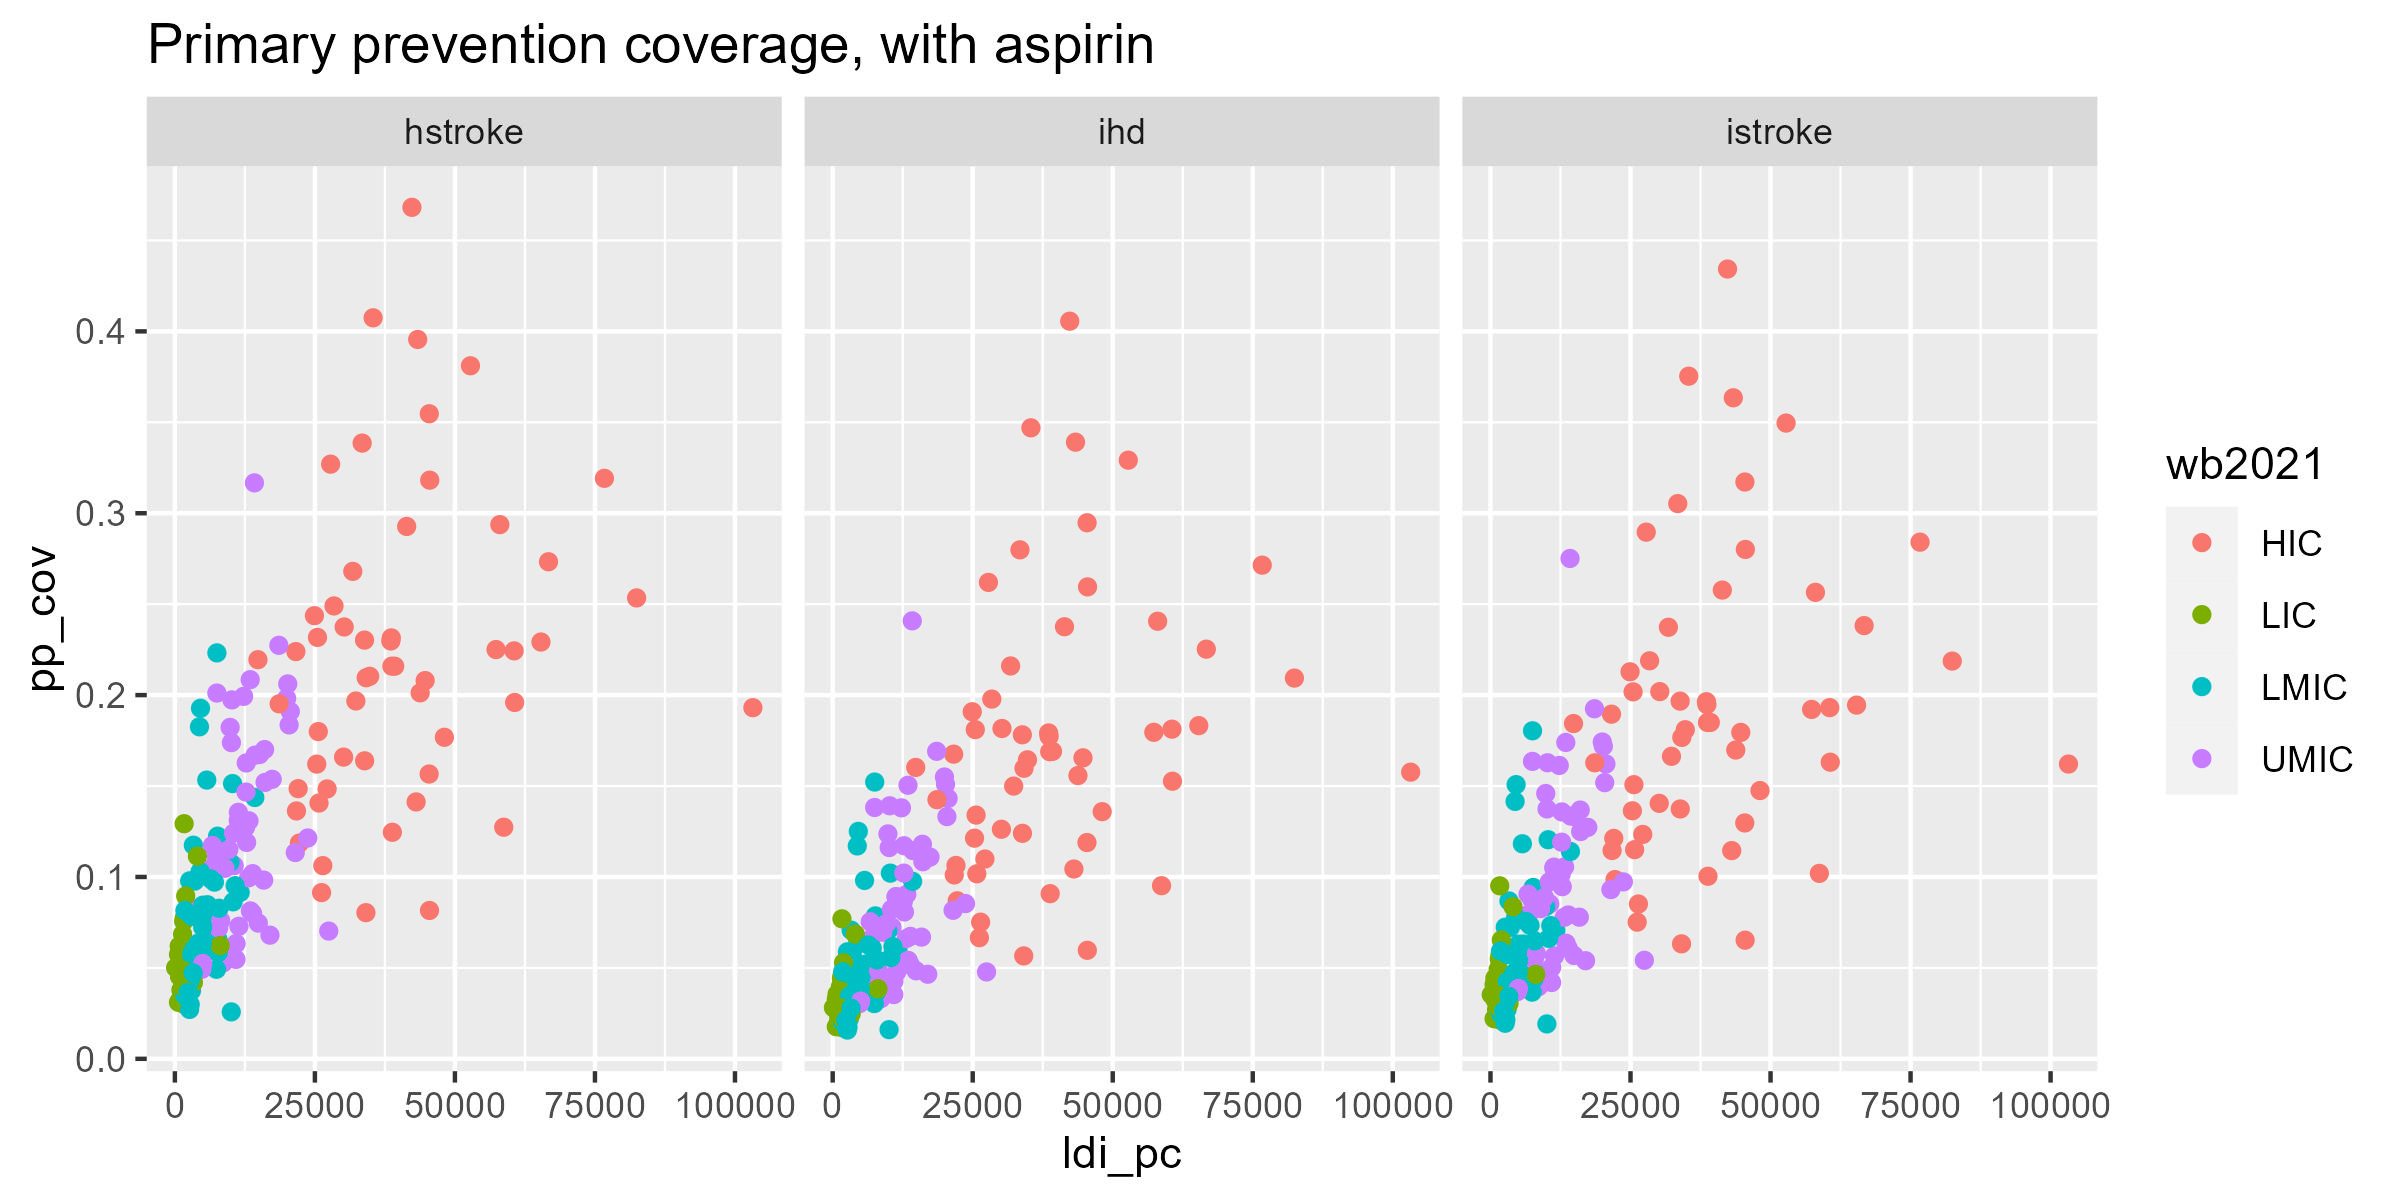 Primary prevention coverage, with aspirin
hstroke
ihd
istroke
pp_cov
0.4
0.3
0.2
0.1
0.0
0 25000 50000 75000 100000
0 25000 50000 75000 100000
0 25000 50000 75000 100000
ldi_pc
wb2021
HIC
LIC
LMIC
UMIC